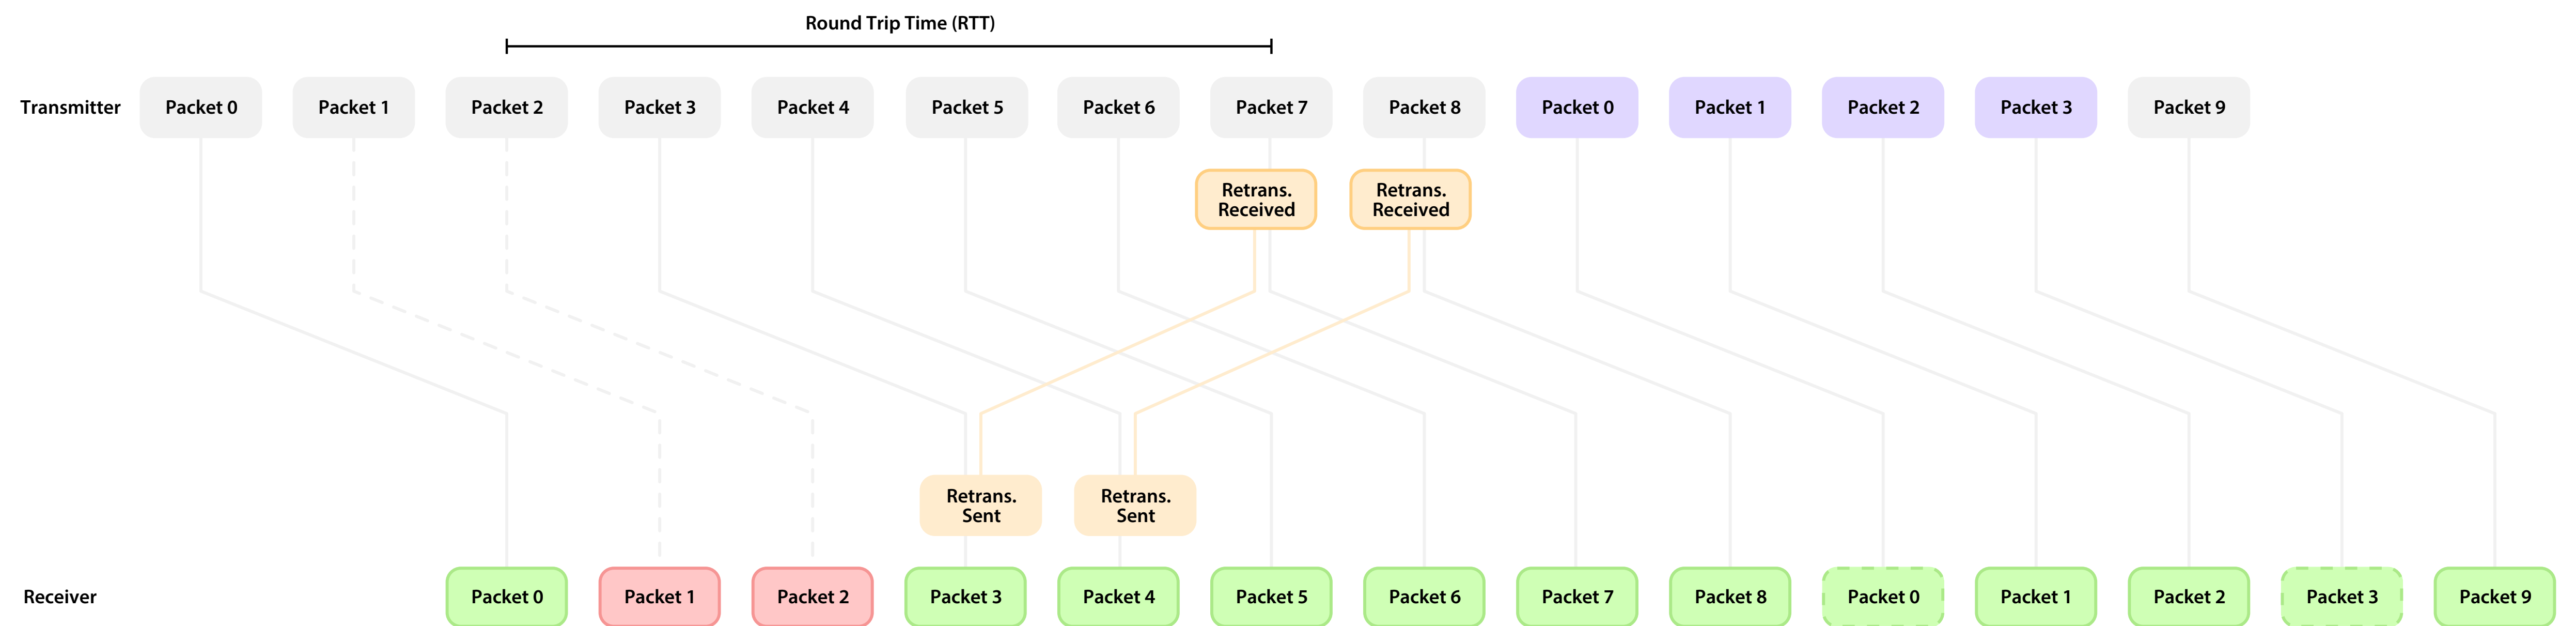 Round Trip Time (RTT)
Transmitter Packet 0 Packet 1 Packet 2 Packet 3 Packet 4 Packet 5 Packet 6 Packet 7 Packet 8 Packet 0 Packet 1 Packet 2 Packet 3 Packet 9
Retrans. Retrans.
Received Received
Retrans. Retrans.
Sent Sent
Receiver Packet 0 Packet 1 Packet 2 Packet 3 Packet 4 Packet 5 Packet 6 Packet 7 Packet 8 Packet 0 Packet 1 Packet 2 Packet 3 Packet 9